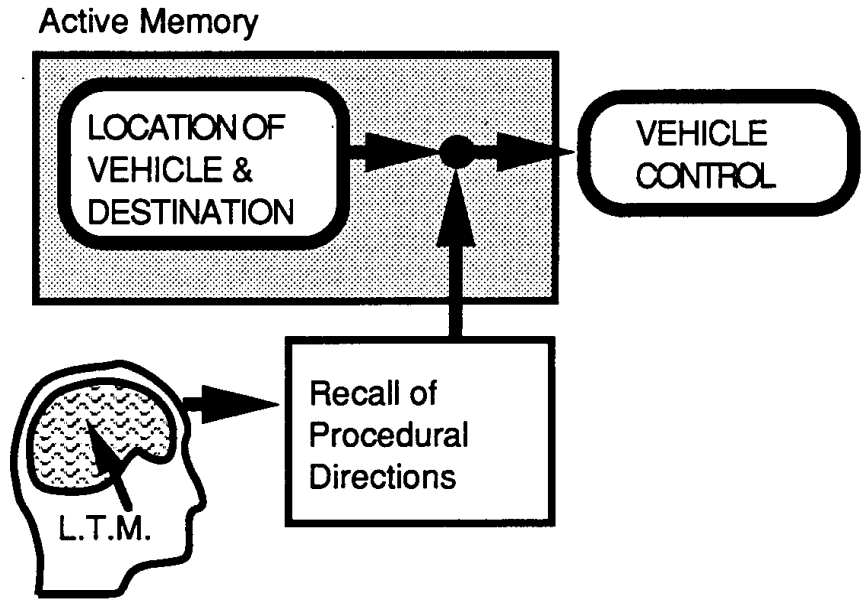 Active Memory
LOCATION OF
VEHICLE &
DESTINATION
VEHICLE
CONTROL
Recall of
Procedural
Directions
L.T.M.